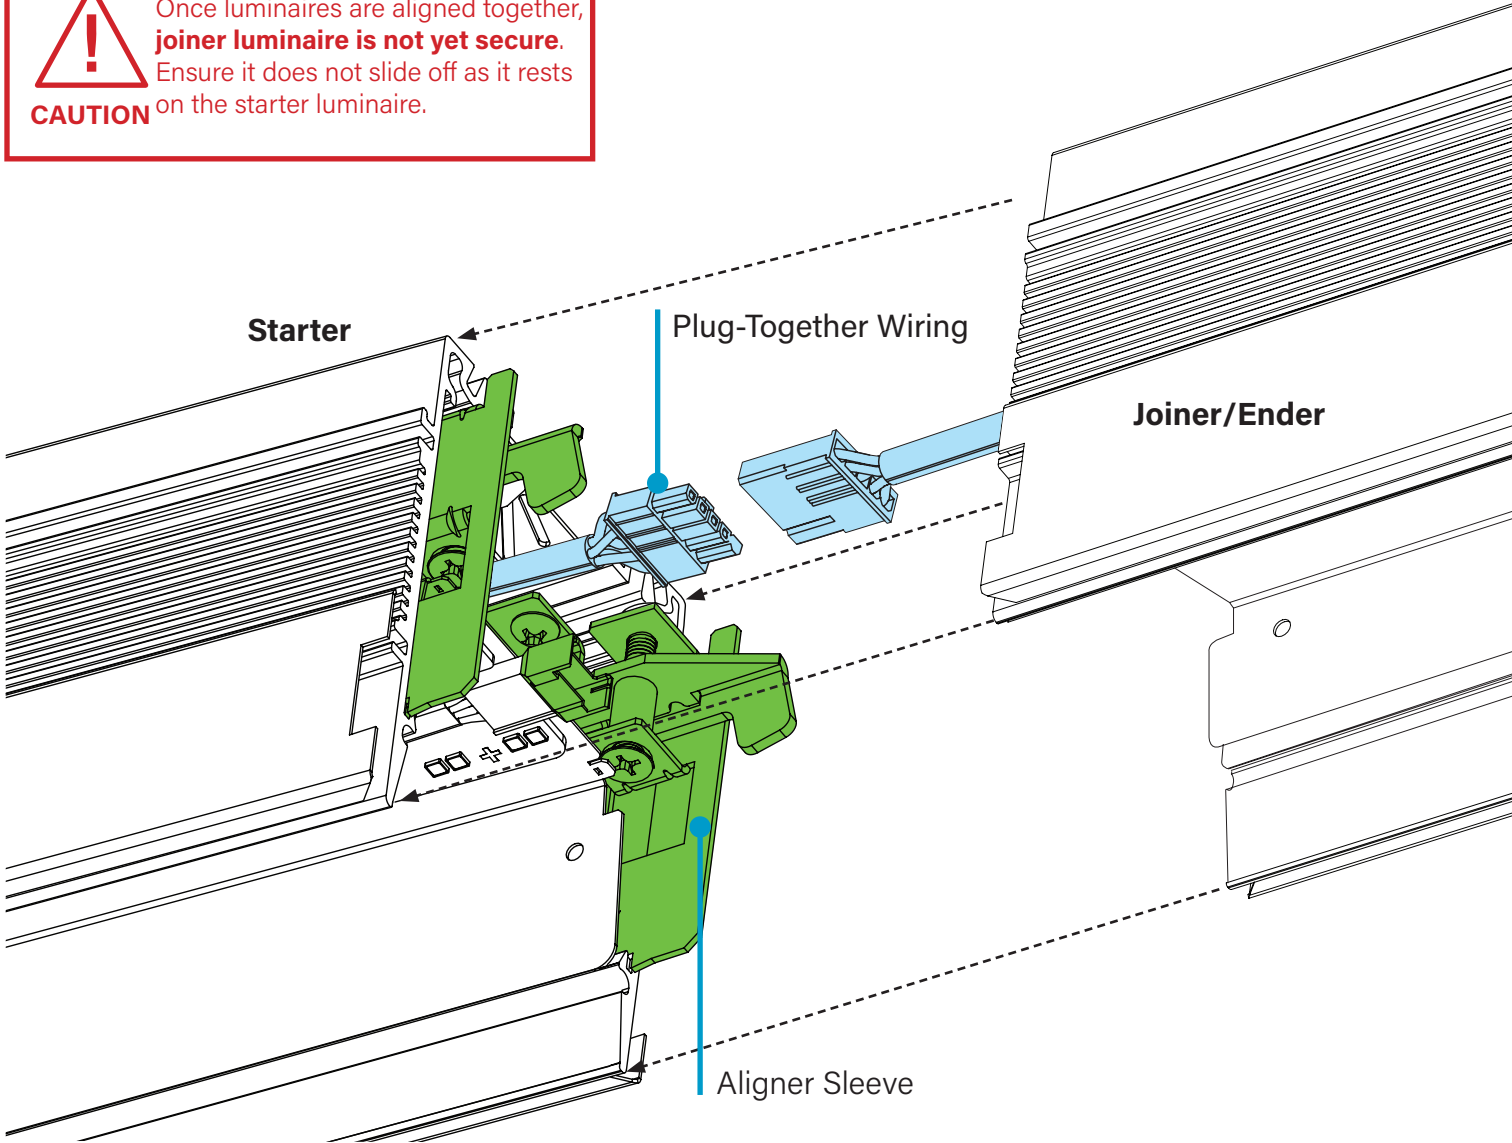 Once luminaires are aligned together,
joiner luminaire is not yet secure.
Ensure it does not slide off as it rests
on the starter luminaire.
!
CAUTION
Starter
Plug-Together Wiring
Joiner/Ender
Aligner Sleeve